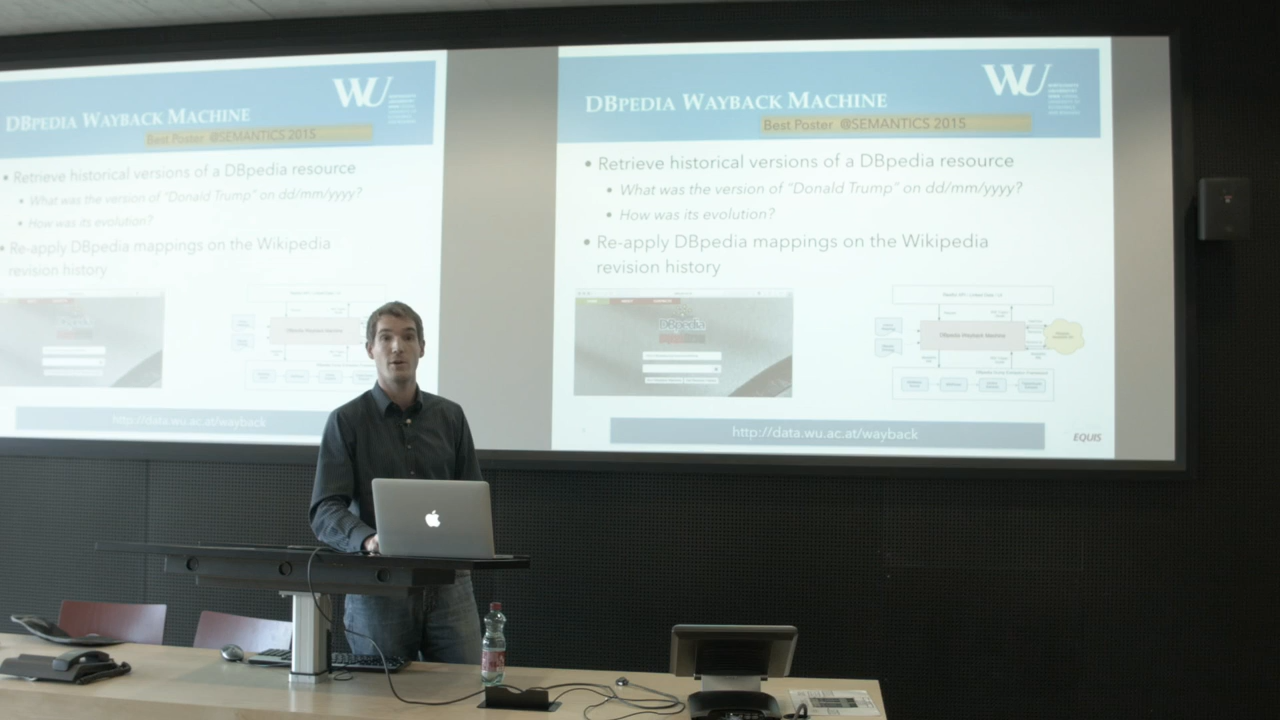 DBPEDIA WAYBACK MACHINE
WU
Best Poster @SEMANTICS 2015
• Retrieve historical versions of a DBpedia resource
• What was the version of "Donald Trump" on dd/mm/yyyy?
• How was its evolution?
• Re-apply DBpedia mappings on the Wikipedia
revision history
http://data.wu.ac.at/wayback
DBPEDIA WAYBACK MACHINE
WU
Best Poster @SEMANTICS 2015
• Retrieve historical versions of a DBpedia resource
• What was the version of "Donald Trump" on dd/mm/yyyy?
• How was its evolution?
• Re-apply DBpedia mappings on the Wikipedia
revision history
DBpedia
DBpedia Wayback Machine
http://data.wu.ac.at/wayback
EQUIS